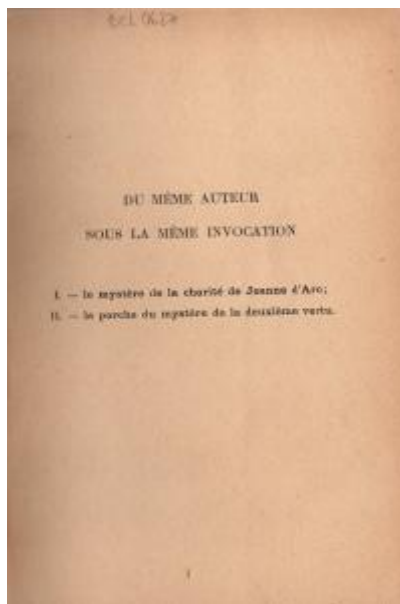 DU MÊME AUTEUR
SOUS LA MÊME INVOCATION
I. — le mystère de la charité de Jeanne d'Arc;
II. — le porche du mystère de la deuxième vertu.